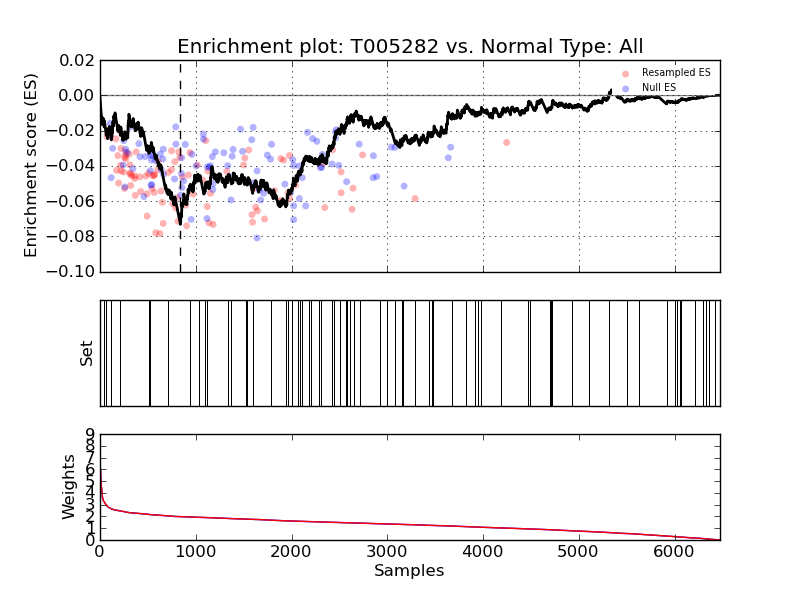 Enrichment plot: T005282 vs. Normal Type: All
0.02
0.00
−0.02
−0.04
−0.06
−0.08
−0.10
Enrichment score (ES)
Resampled ES
Null ES
Set
9
8
7
6
5
4
3
2
1
0
Weights
0 1000 2000 3000 4000 5000 6000
Samples